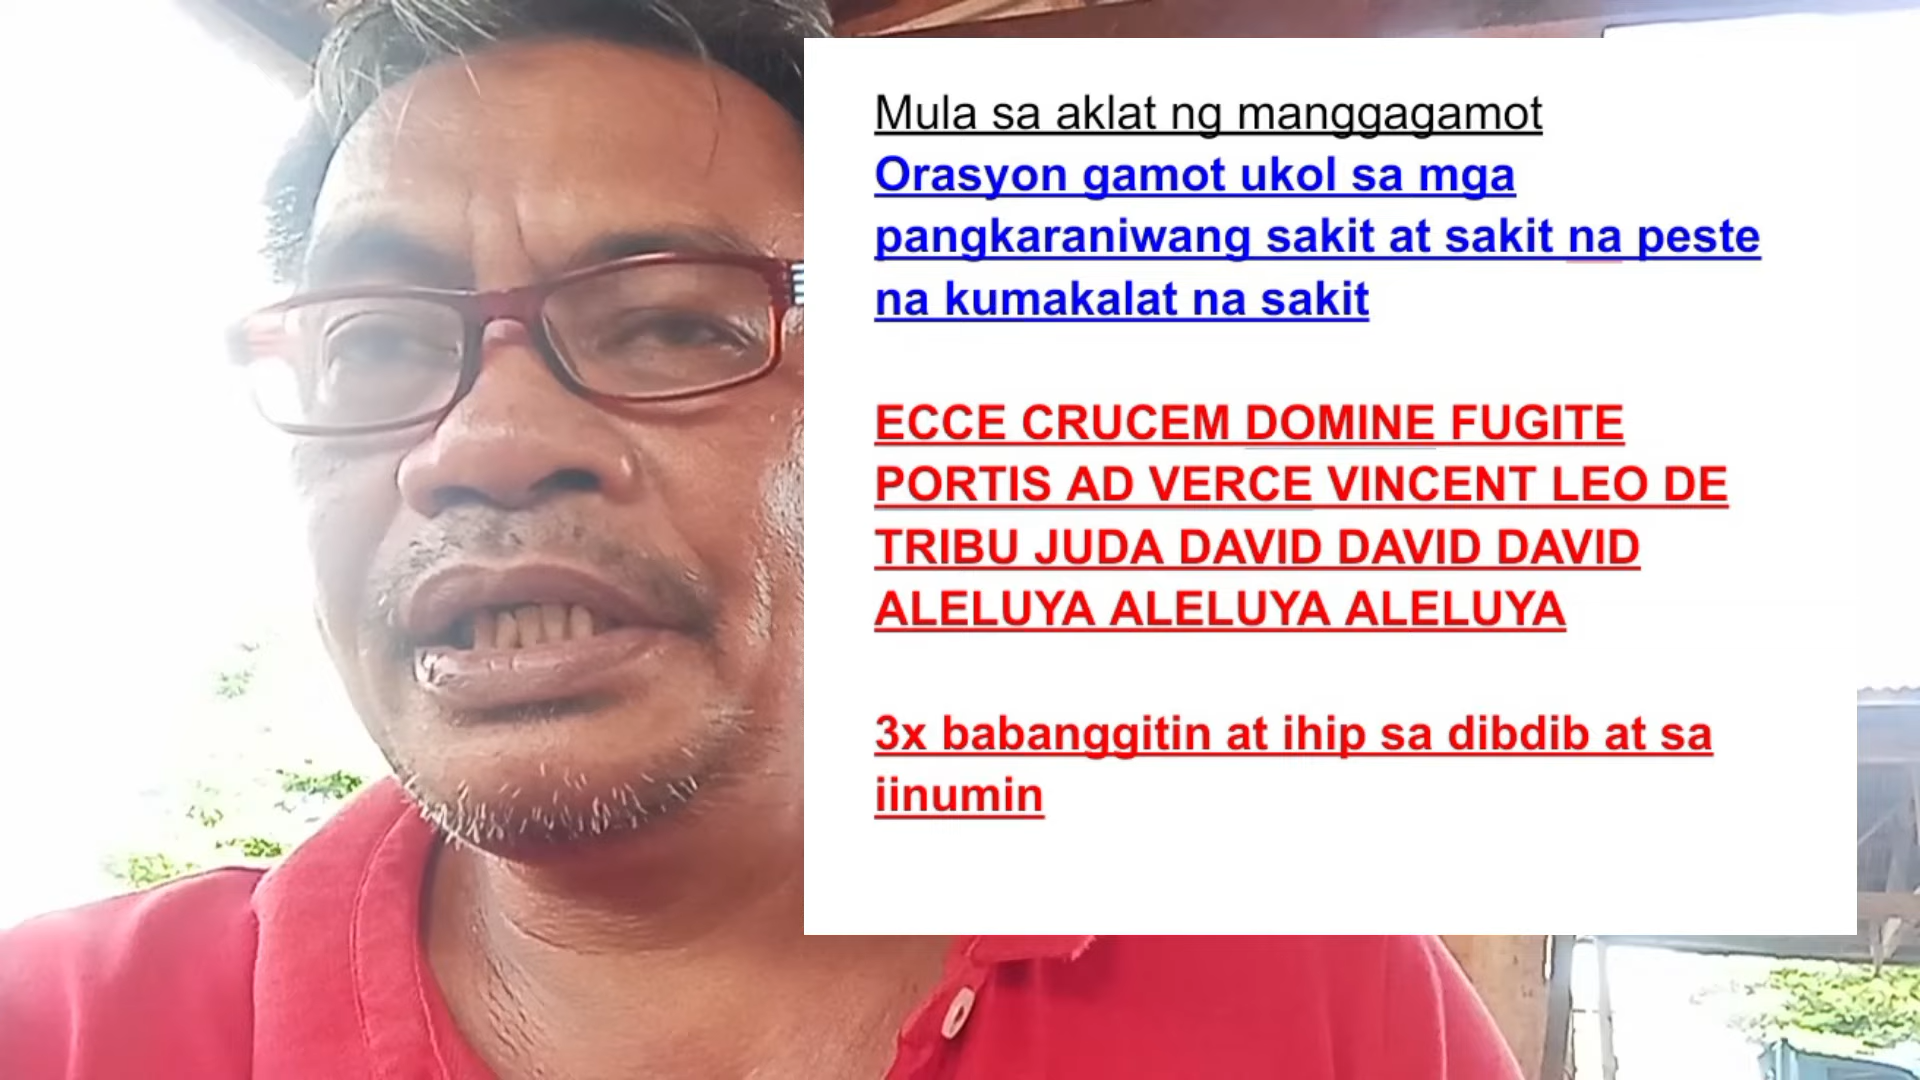 Mula sa aklat ng manggagamot
Orasyon gamot ukol sa mga
pangkaraniwang sakit at sakit na peste
na kumakalat na sakit
ECCE CRUCEM DOMINE FUGITE
PORTIS AD VERCE VINCENT LEO DE
TRIBU JUDA DAVID DAVID DAVID
ALELUYA ALELUYA ALELUYA
3x babanggitin at ihip sa dibdib at sa
iinumin